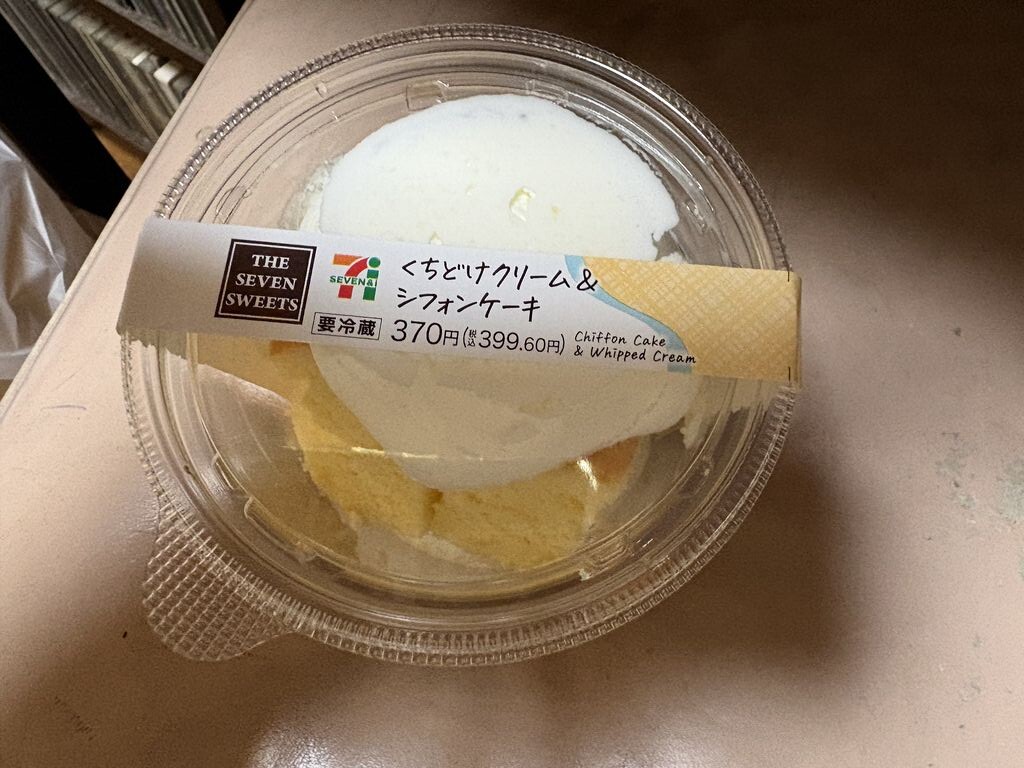 THE
SEVEN
SWEETS
7i
SEVEN&i
くちどけクリーム&
シフォンケーキ
要冷蔵 370円(税込399.60円)
Chiffon Cake
& Whipped Cream